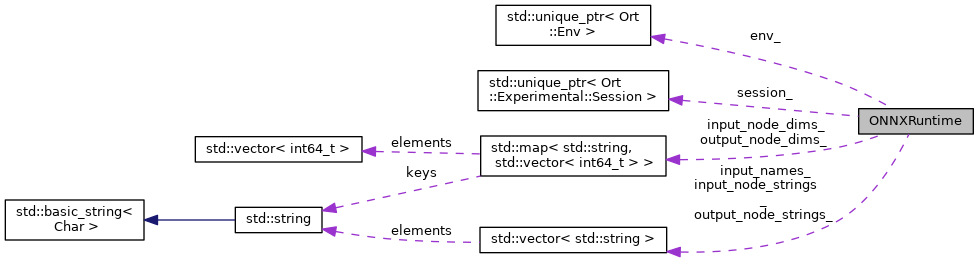 std::unique_ptr< Ort
::Env >
env_
std::unique_ptr< Ort
::Experimental::Session >
session_
ONNXRuntime
input_node_dims_
output_node_dims_
std::map< std::string,
std::vector< int64_t > >
elements
std::vector< int64_t >
keys
input_names_
input_node_strings
_
output_node_strings_
std::basic_string<
Char >
std::string
elements
std::vector< std::string >